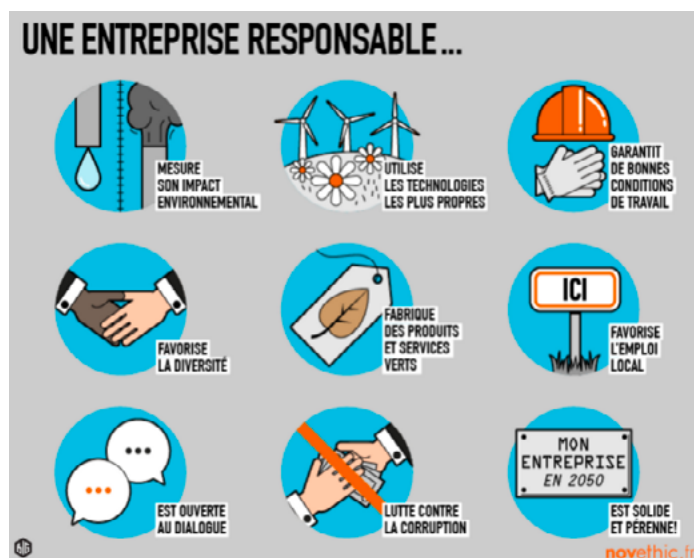 UNE ENTREPRISE RESPONSABLE...
MESURE
SON IMPACT
ENVIRONNEMENTAL
UTILISE
LES TECHNOLOGIES
LES PLUS PROPRES
GARANTIT
DE BONNES
CONDITIONS
DE TRAVAIL
FAVORISE
LA DIVERSITÉ
FABRIQUE
DES PRODUITS
ET SERVICES
VERTS
ICI
FAVORISE
L'EMPLOI
LOCAL
EST OUVERTE
AU DIALOGUE
LUTTE CONTRE
LA CORRUPTION
MON
ENTREPRISE
EN 2050
EST SOLIDE
ET PÉRENNE!
novethic.fr